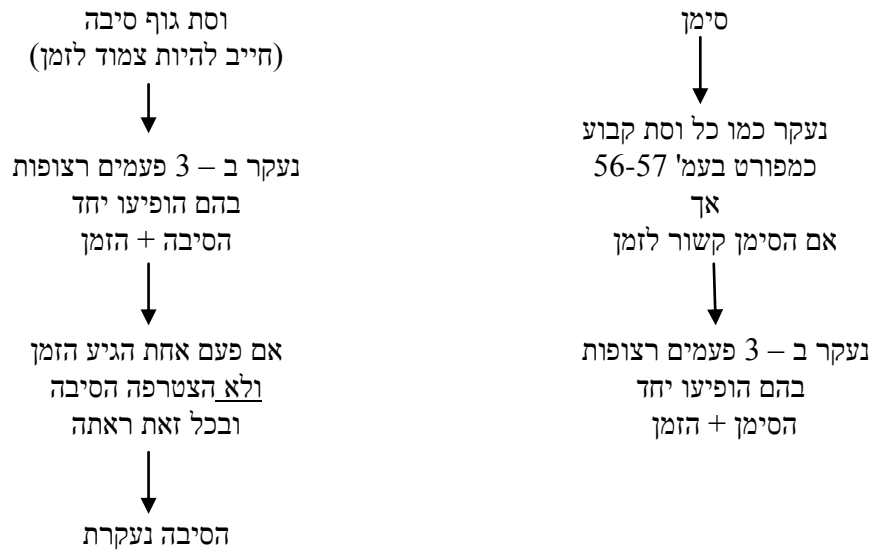 סימן
נעקר כמו כל וסת קבוע
כמפורט בעמ' 56-57
אך
אם הסימן קשור לזמן
נעקר ב – 3 פעמים רצופות
בהם הופיעו יחד
הסימן + הזמן
וסת גוף סיבה
(חייב להיות צמוד לזמן)
נעקר ב – 3 פעמים רצופות
בהם הופיעו יחד
הסיבה + הזמן
אם פעם אחת הגיע הזמן
ולא הצטרפה הסיבה
ובכל זאת ראתה
הסיבה נעקרת